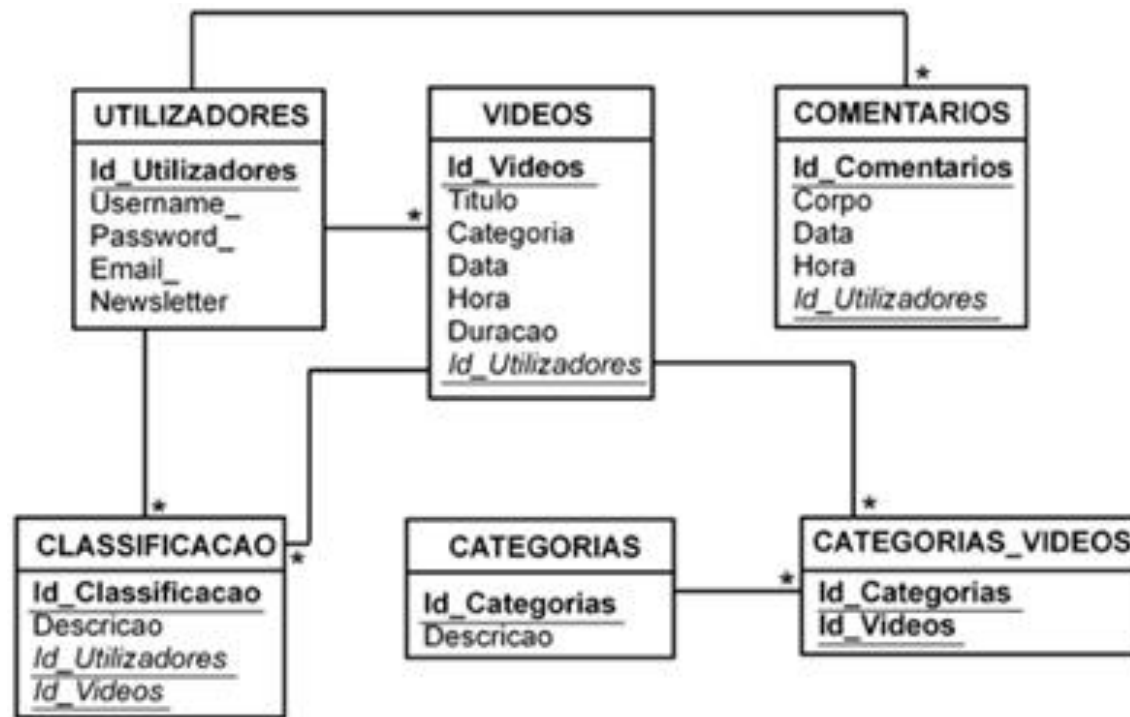 *
UTILIZADORES
Id_Utilizadores
Username_
Password_
Email_
Newsletter
*
VIDEOS
Id_Videos
Titulo
Categoria
Data
Hora
Duracao
Id_Utilizadores
COMENTARIOS
Id_Comentarios
Corpo
Data
Hora
Id_Utilizadores
*
CLASSIFICACAO
*
Id_Classificacao
Descricao
Id_Utilizadores
Id_Videos
CATEGORIAS
Id_Categorias
Descricao
*
*
CATEGORIAS_VIDEOS
Id_Categorias
Id_Videos